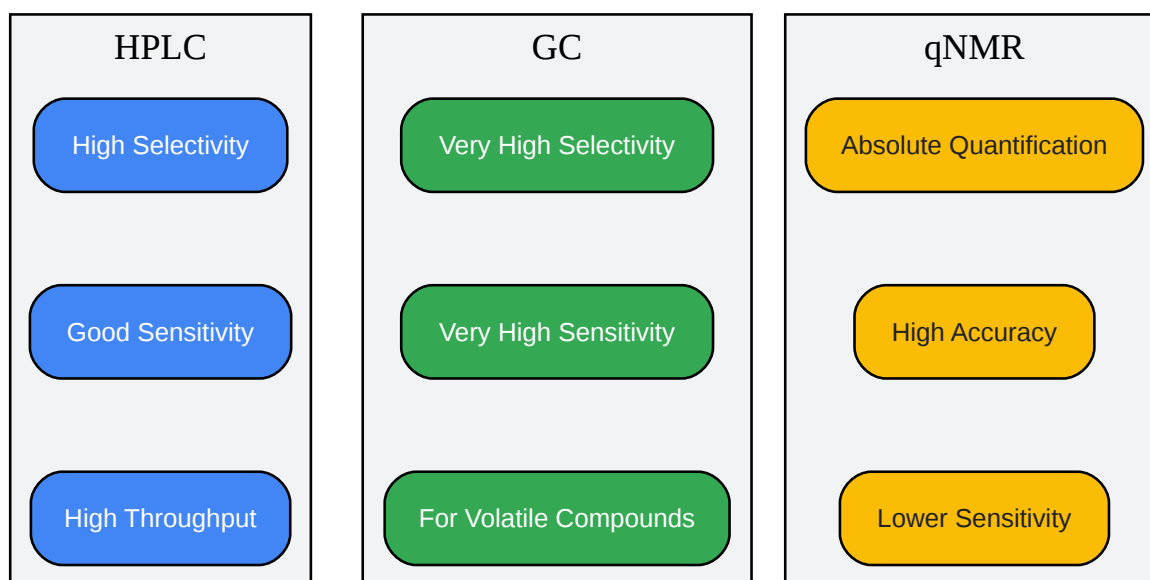 HPLC
High Selectivity
Good Sensitivity
High Throughput
GC
Very High Selectivity
Very High Sensitivity
For Volatile Compounds
qNMR
Absolute Quantification
High Accuracy
Lower Sensitivity